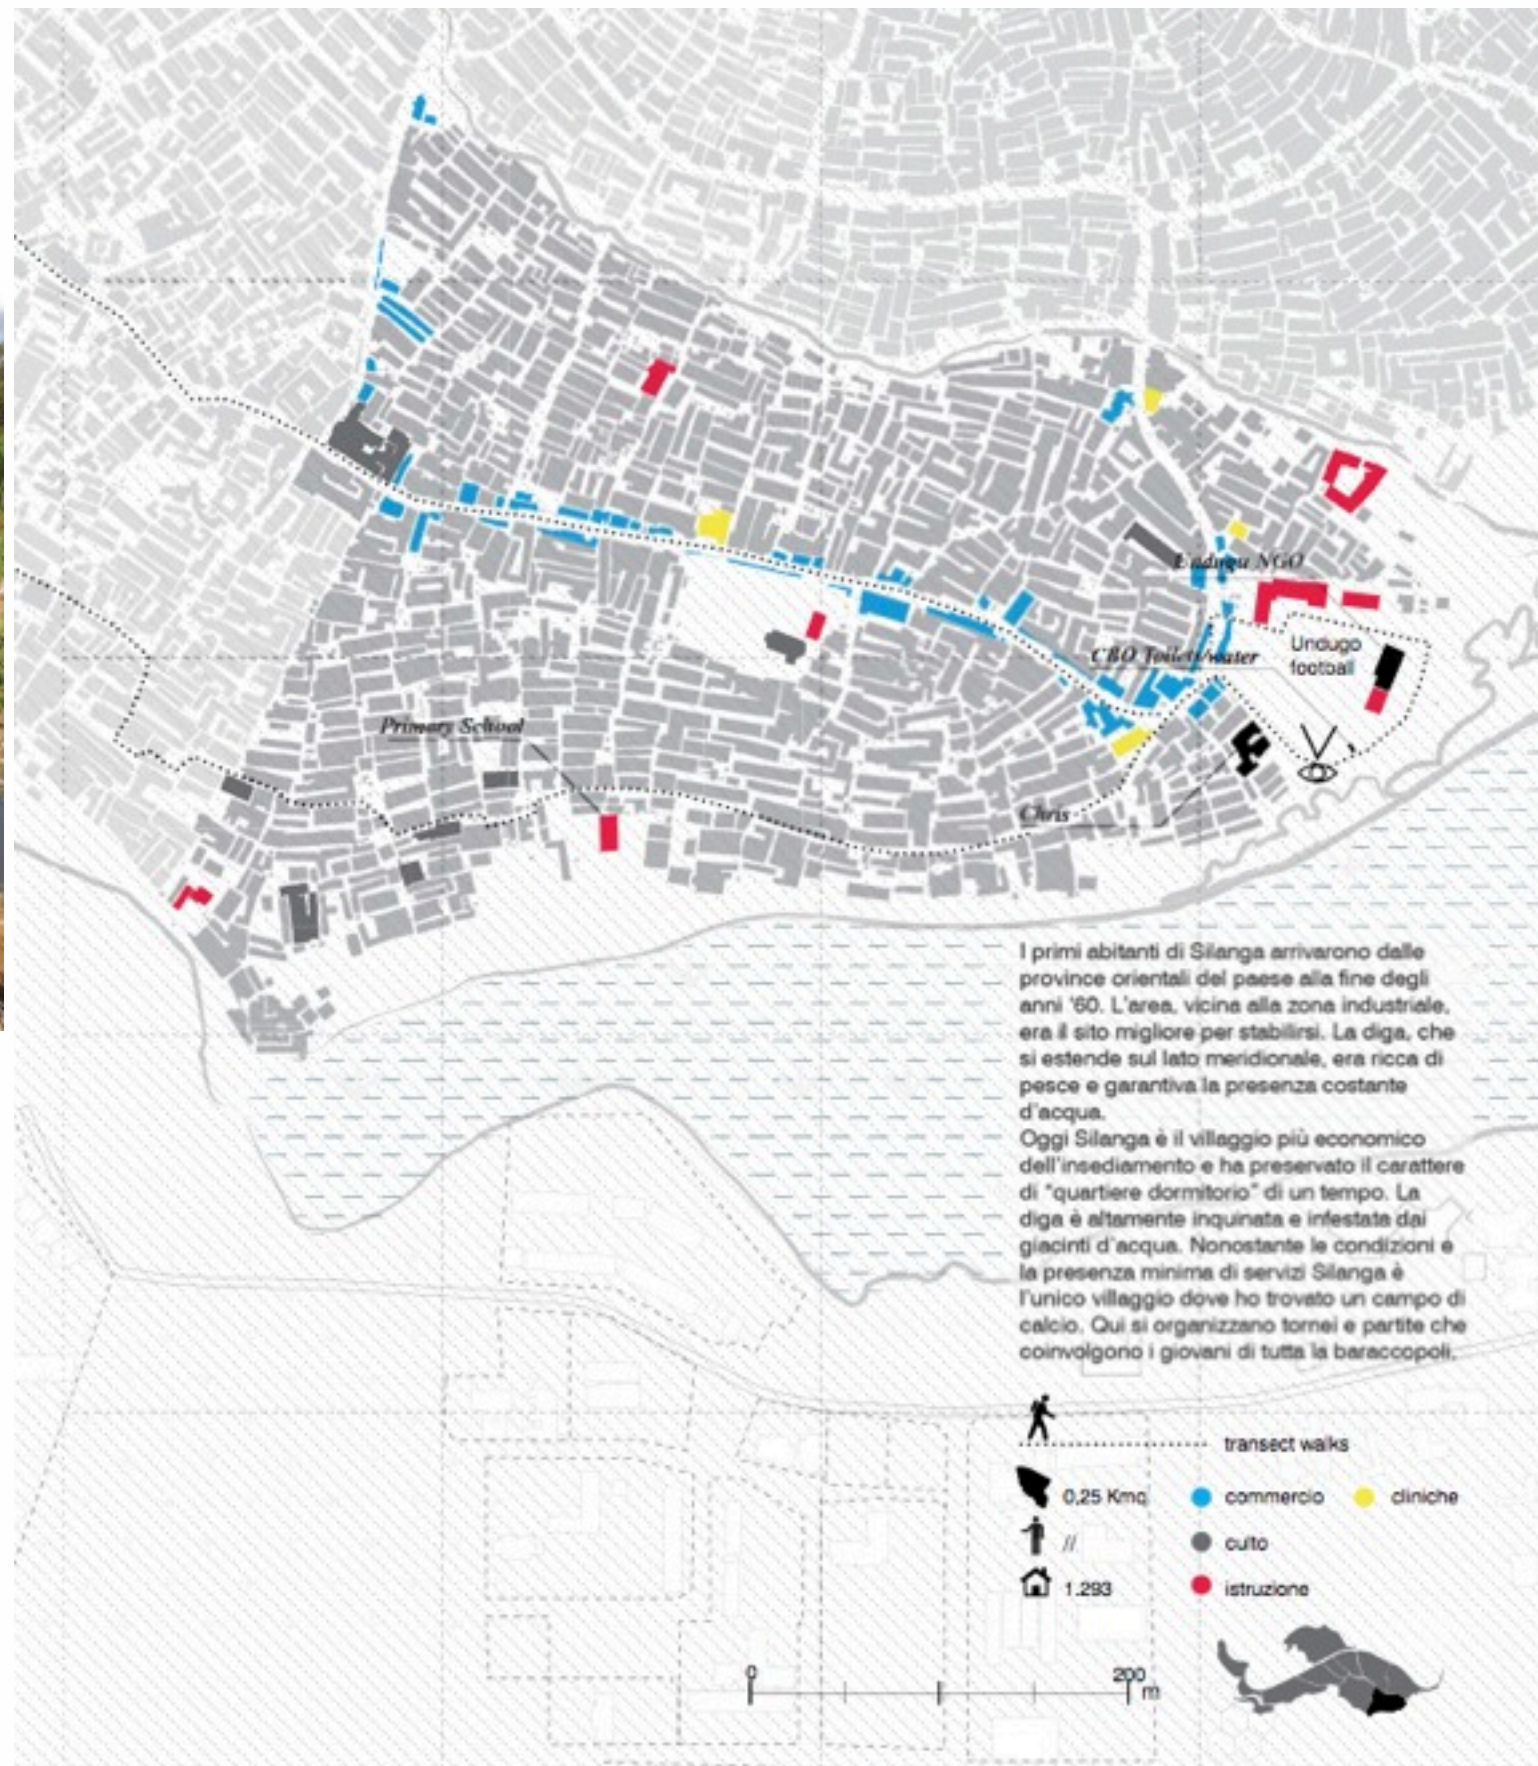 Undugu NGO
CBO Toilets/water
Undugo
football
Primary School
Chris
I primi abitanti di Silanga arrivarono dalle
province orientali del paese alla fine degli
anni '60. L'area, vicina alla zona industriale,
era il sito migliore per stabilirsi. La diga, che
si estende sul lato meridionale, era ricca di
pesce e garantiva la presenza costante
d'acqua.
Oggi Silanga è il villaggio più economico
dell'insediamento e ha preservato il carattere
di "quartiere dormitorio" di un tempo. La
diga è altamente inquinata e infestata dai
giacinti d'acqua. Nonostante le condizioni e
la presenza minima di servizi Silanga è
l'unico villaggio dove ho trovato un campo di
calcio. Qui si organizzano tornei e partite che
coinvolgono i giovani di tutta la baraccopoli.
transect walks
0,25 Kmq
commercio
cliniche
//
culto
1.293
istruzione
0
200
m